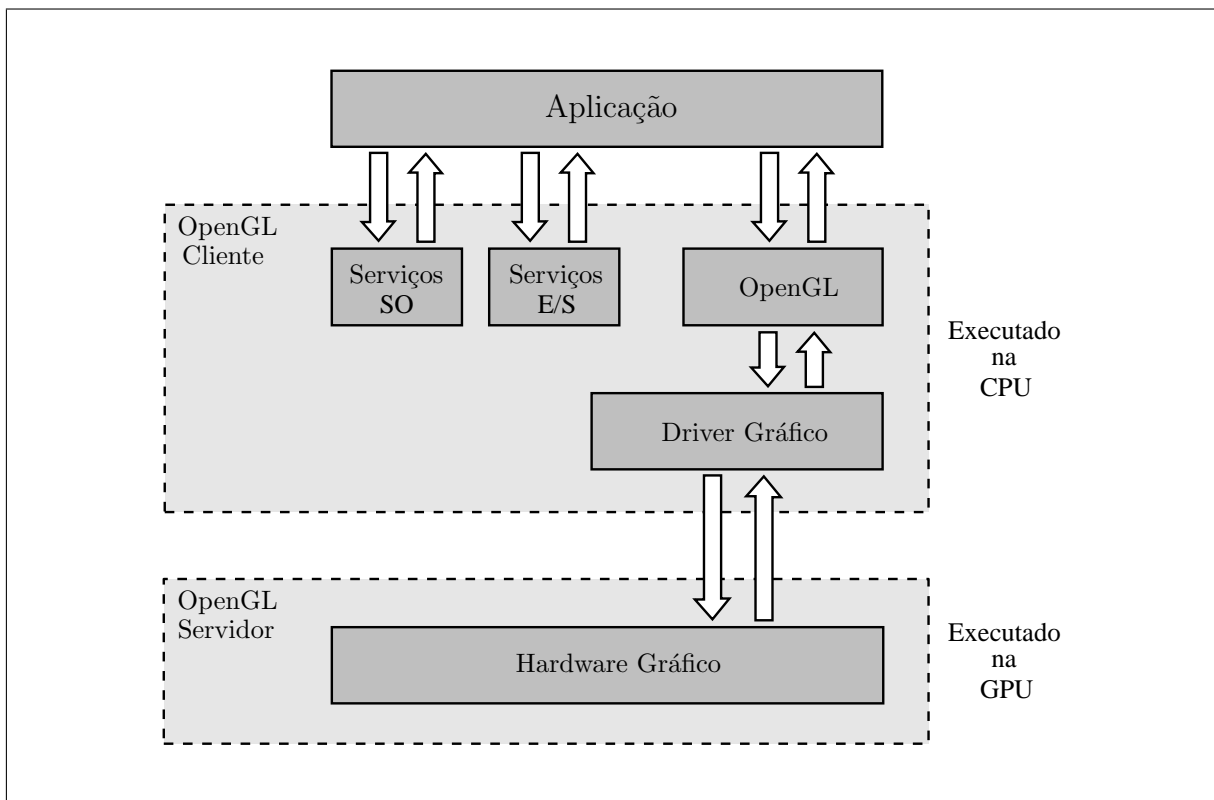 Aplicação
OpenGL
Cliente
Serviços
SO
Serviços
E/S
OpenGL
Executado
na
CPU
Driver Gráfico
OpenGL
Servidor
Hardware Gráfico
Executado
na
GPU